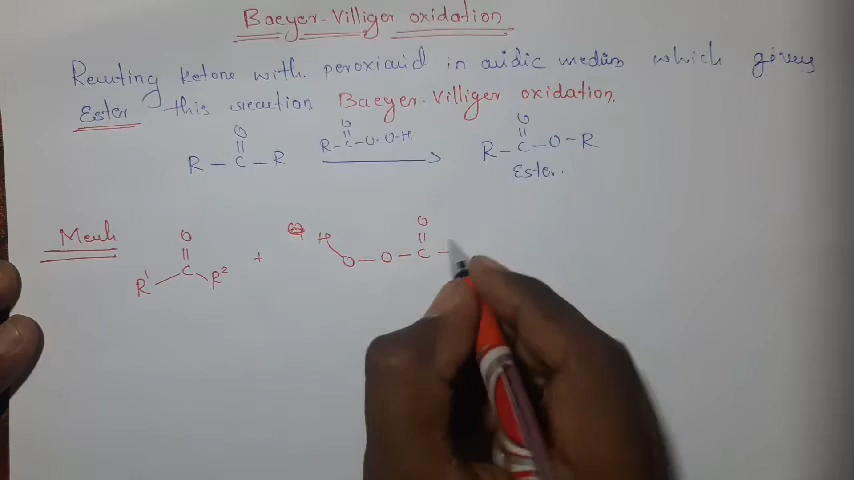 Baeyer-Villiger oxidation
Reacting ketone with peroxiacid in acidic medium which gives
Ester this reaction Baeyer-Villiger oxidation.
O O O
R - C - R R - C - O - O - H R - C - O - R
Ester.
Mech O O
R¹ C R² + H O - O - C -